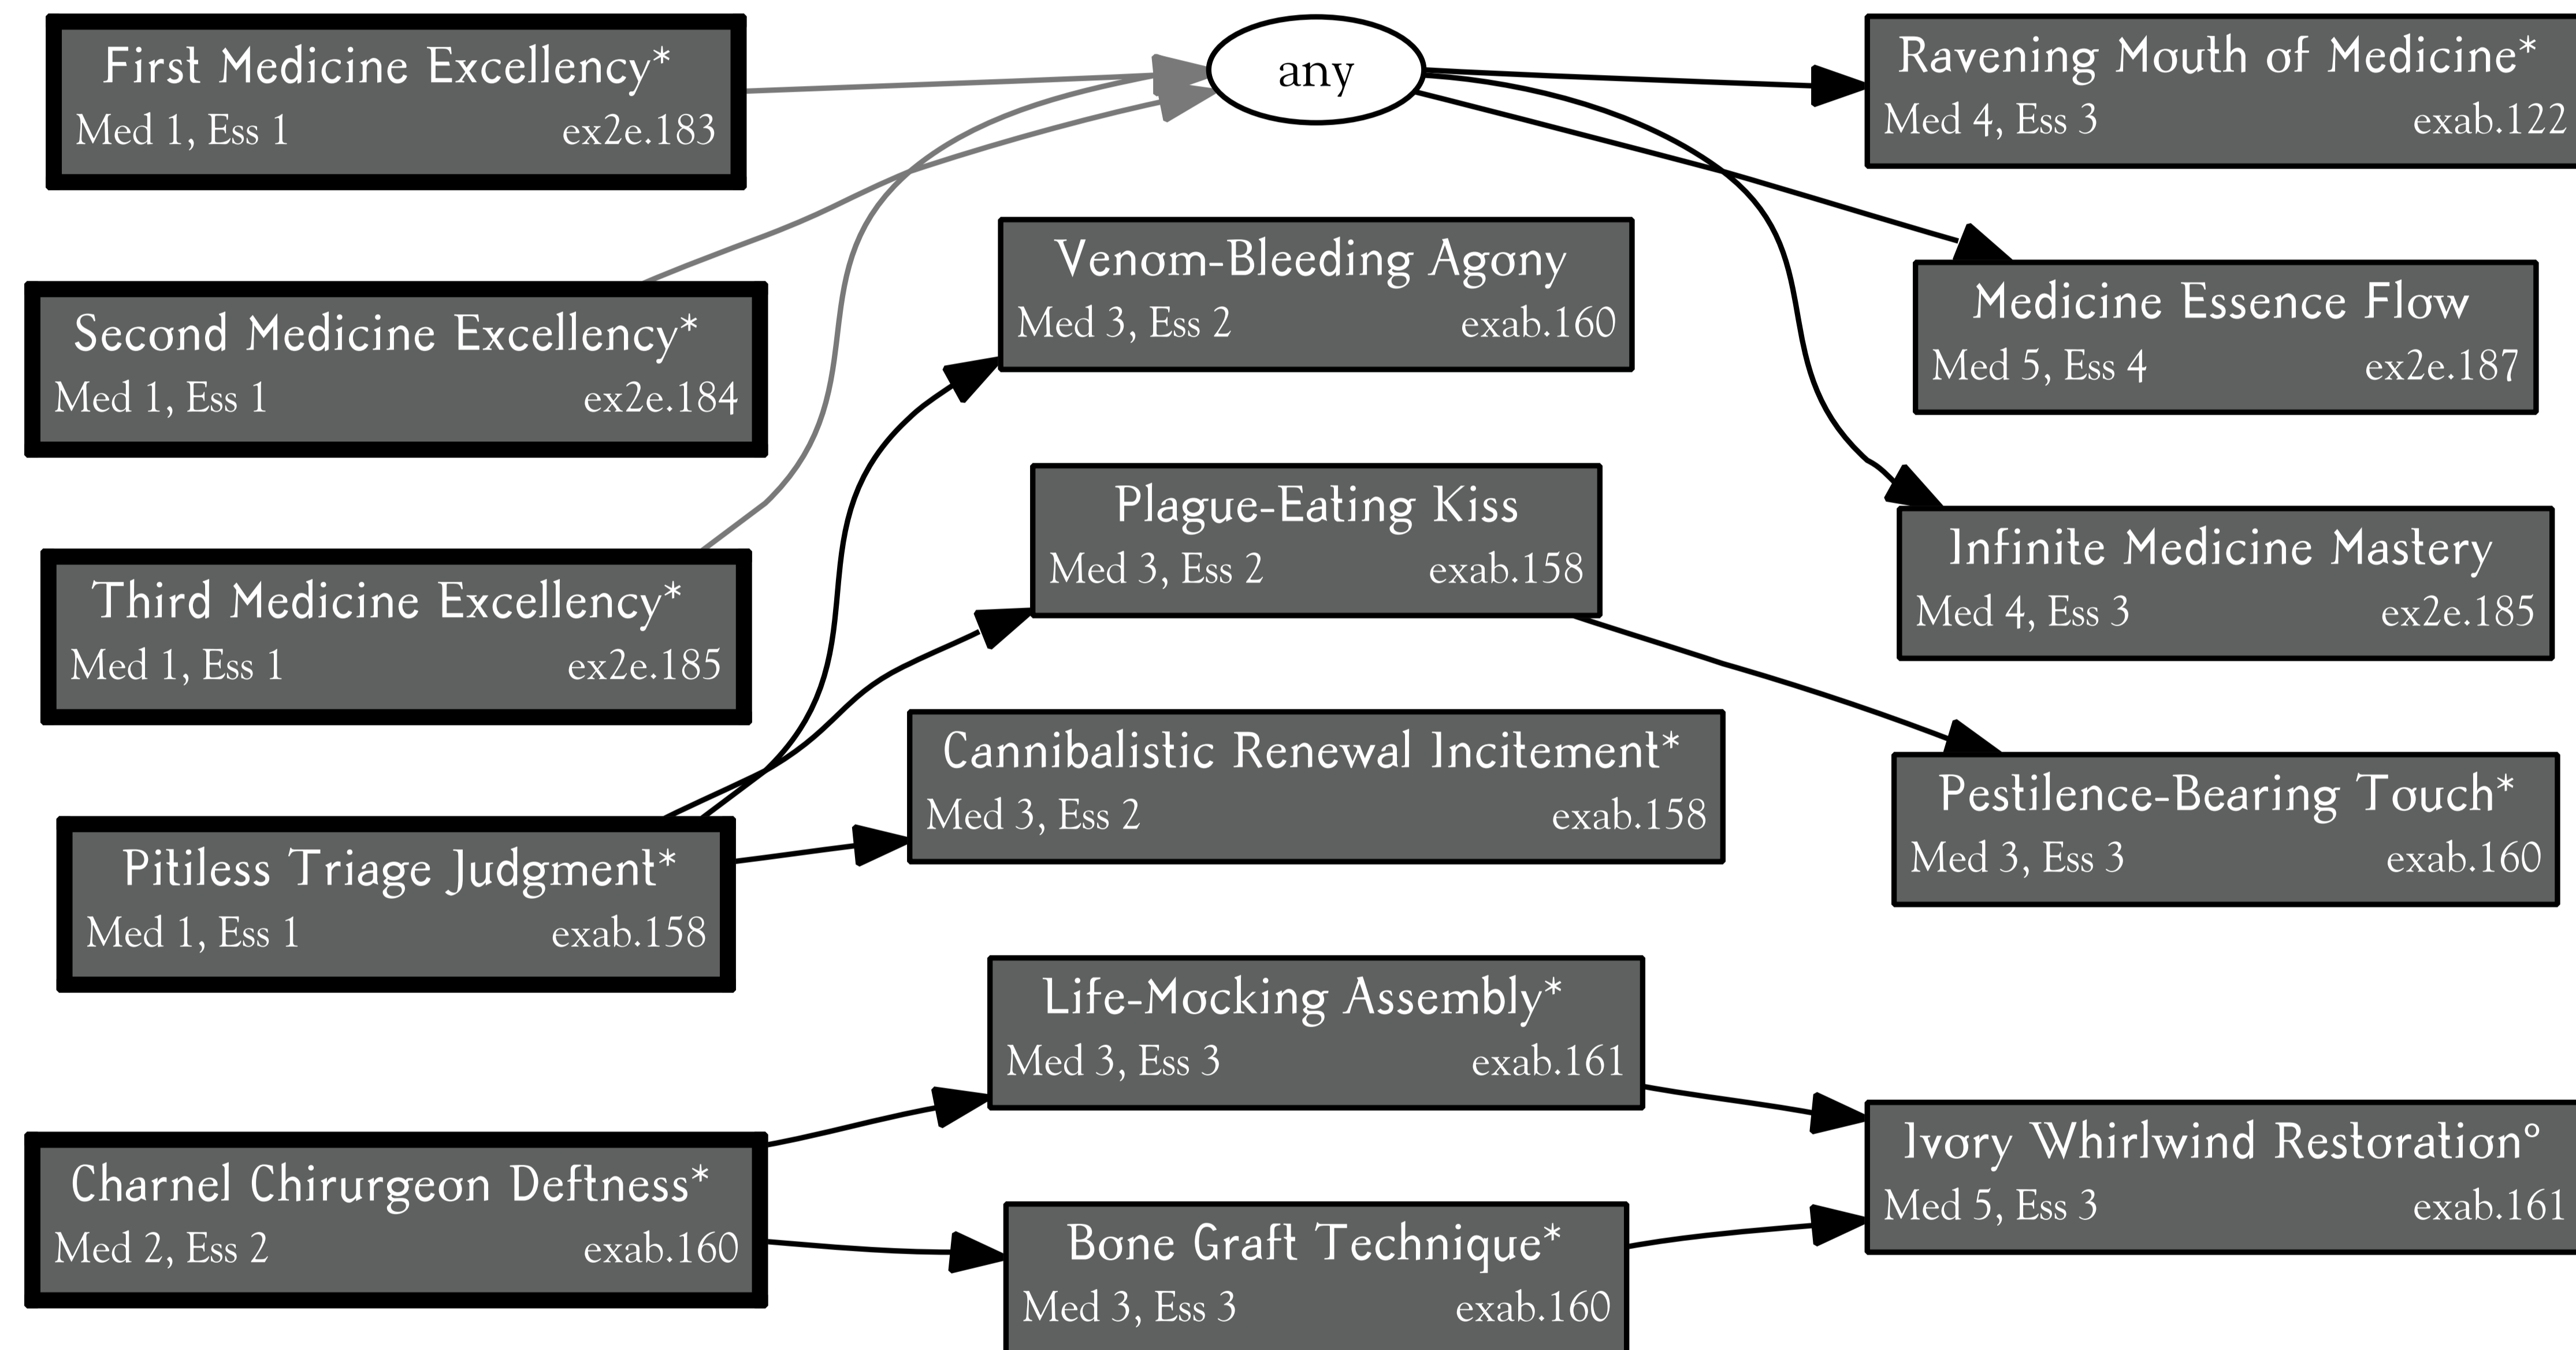 First Medicine Excellency*
Med 1, Ess 1 ex2e.183
Second Medicine Excellency*
Med 1, Ess 1 ex2e.184
Third Medicine Excellency*
Med 1, Ess 1 ex2e.185
Pitiless Triage Judgment*
Med 1, Ess 1 exab.158
Charnel Chirurgeon Deftness*
Med 2, Ess 2 exab.160
any
Venom-Bleeding Agony
Med 3, Ess 2 exab.160
Plague-Eating Kiss
Med 3, Ess 2 exab.158
Cannibalistic Renewal Incitement*
Med 3, Ess 2 exab.158
Life-Mocking Assembly*
Med 3, Ess 3 exab.161
Bone Graft Technique*
Med 3, Ess 3 exab.160
Ravening Mouth of Medicine*
Med 4, Ess 3 exab.122
Medicine Essence Flow
Med 5, Ess 4 ex2e.187
Infinite Medicine Mastery
Med 4, Ess 3 ex2e.185
Pestilence-Bearing Touch*
Med 3, Ess 3 exab.160
Ivory Whirlwind Restoration°
Med 5, Ess 3 exab.161